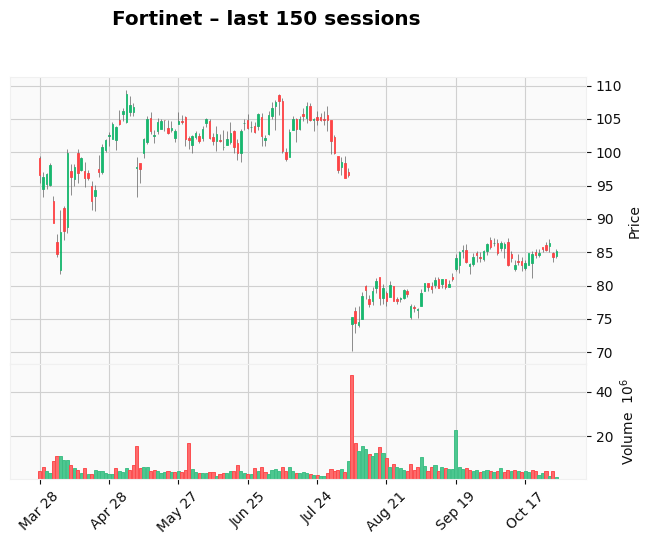 Fortinet – last 150 sessions
110
105
100
95
90
85
80
75
70
Price
40
20
Volume 10^6
Mar 28
Apr 28
May 27
Jun 25
Jul 24
Aug 21
Sep 19
Oct 17